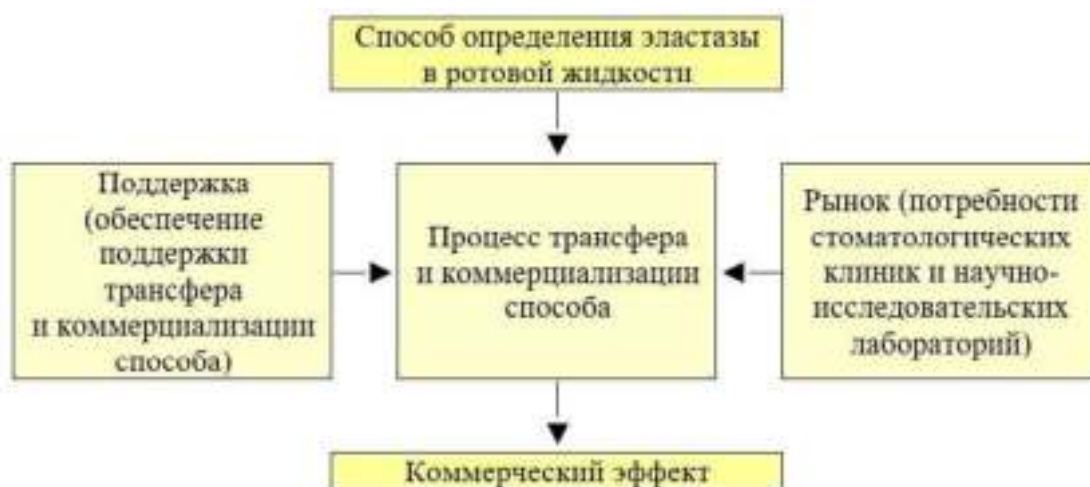 Способ определения эластазы
в ротовой жидкости
Поддержка
(обеспечение
поддержки
трансфера
и коммерциализации
способа)
Процесс трансфера
и коммерциализации
способа
Рынок (потребности
стоматологических
клиник и научно-
исследовательских
лабораторий)
Коммерческий эффект